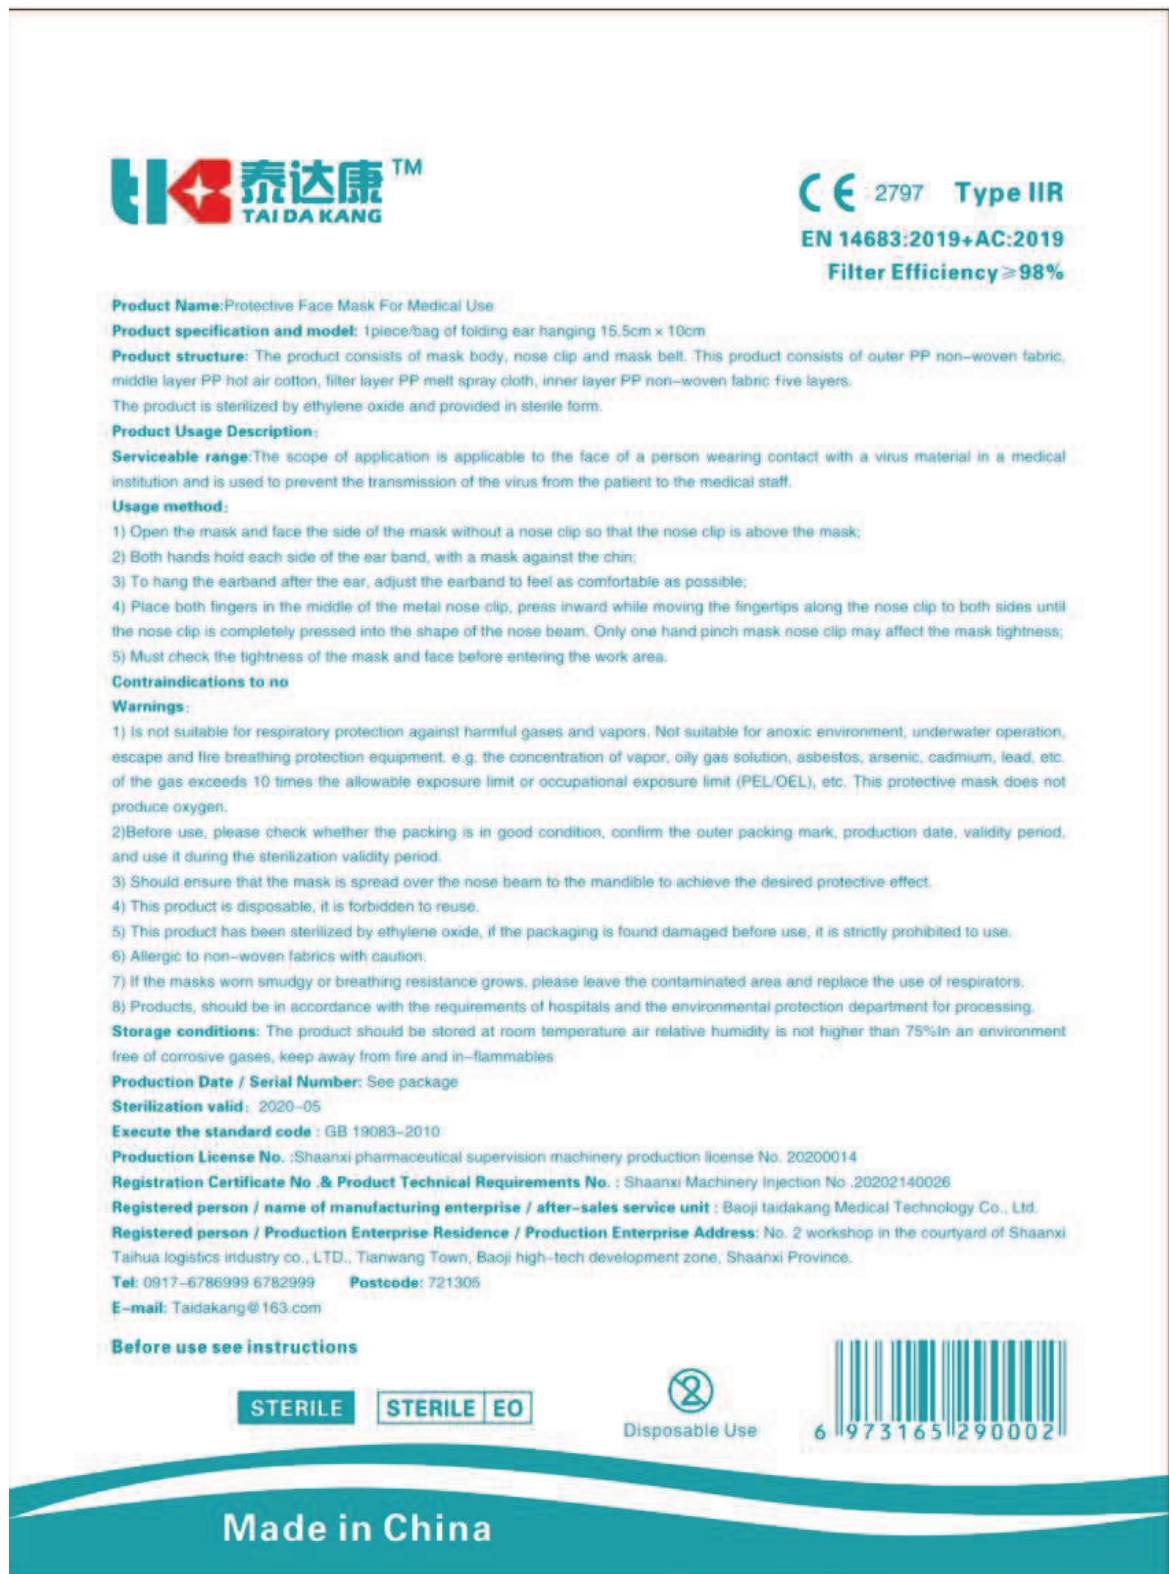 泰达康 TM
TAI DA KANG
CE 2797 Type IIR
EN 14683:2019+AC:2019
Filter Efficiency≥98%
Product Name:Protective Face Mask For Medical Use
Product specification and model: 1piece/bag of folding ear hanging 15.5cm x 10cm
Product structure: The product consists of mask body, nose clip and mask belt. This product consists of outer PP non-woven fabric,
middle layer PP hot air cotton, filter layer PP melt spray cloth, inner layer PP non-woven fabric five layers.
The product is sterilized by ethylene oxide and provided in sterile form.
Product Usage Description:
Serviceable range:The scope of application is applicable to the face of a person wearing contact with a virus material in a medical
institution and is used to prevent the transmission of the virus from the patient to the medical staff.
Usage method:
1) Open the mask and face the side of the mask without a nose clip so that the nose clip is above the mask;
2) Both hands hold each side of the ear band, with a mask against the chin;
3) To hang the earband after the ear, adjust the earband to feel as comfortable as possible;
4) Place both fingers in the middle of the metal nose clip, press inward while moving the fingertips along the nose clip to both sides until
the nose clip is completely pressed into the shape of the nose beam. Only one hand pinch mask nose clip may affect the mask tightness;
5) Must check the tightness of the mask and face before entering the work area.
Contraindications to no
Warnings:
1) Is not suitable for respiratory protection against harmful gases and vapors. Not suitable for anoxic environment, underwater operation,
escape and fire breathing protection equipment. e.g. the concentration of vapor, oily gas solution, asbestos, arsenic, cadmium, lead, etc.
of the gas exceeds 10 times the allowable exposure limit or occupational exposure limit (PEL/OEL), etc. This protective mask does not
produce oxygen.
2)Before use, please check whether the packing is in good condition, confirm the outer packing mark, production date, validity period,
and use it during the sterilization validity period.
3) Should ensure that the mask is spread over the nose beam to the mandible to achieve the desired protective effect.
4) This product is disposable, it is forbidden to reuse.
5) This product has been sterilized by ethylene oxide, if the packaging is found damaged before use, it is strictly prohibited to use.
6) Allergic to non-woven fabrics with caution.
7) If the masks worn smudgy or breathing resistance grows, please leave the contaminated area and replace the use of respirators.
8) Products, should be in accordance with the requirements of hospitals and the environmental protection department for processing.
Storage conditions: The product should be stored at room temperature air relative humidity is not higher than 75%In an environment
free of corrosive gases, keep away from fire and in-flammables
Production Date / Serial Number: See package
Sterilization valid: 2020-05
Execute the standard code : GB 19083-2010
Production License No. :Shaanxi pharmaceutical supervision machinery production license No. 20200014
Registration Certificate No .& Product Technical Requirements No. : Shaanxi Machinery Injection No .20202140026
Registered person / name of manufacturing enterprise / after-sales service unit : Baoji taidakang Medical Technology Co., Ltd.
Registered person / Production Enterprise Residence / Production Enterprise Address: No. 2 workshop in the courtyard of Shaanxi
Taihua logistics industry co., LTD., Tianwang Town, Baoji high-tech development zone, Shaanxi Province.
Tel: 0917-6786999 6782999 Postcode: 721305
E-mail: Taidakang@163.com
Before use see instructions
STERILE STERILE EO
2
Disposable Use
6 973165 290002
Made in China